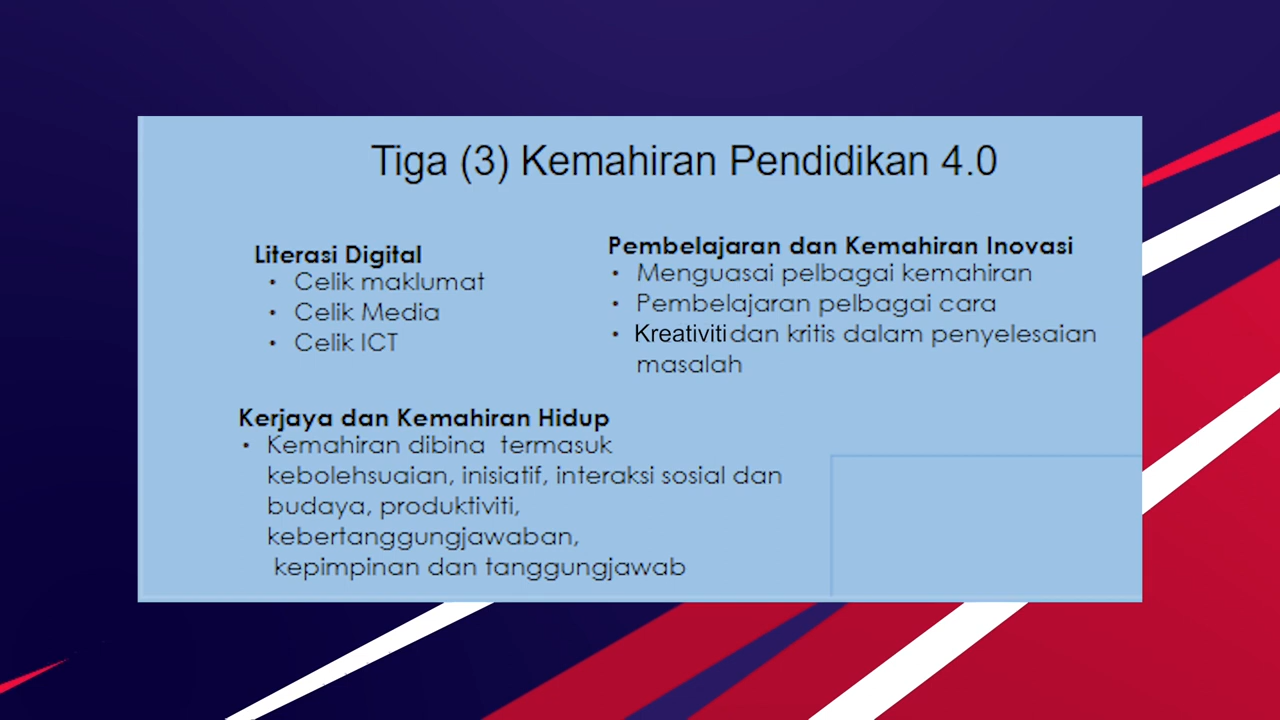 Tiga (3) Kemahiran Pendidikan 4.0
Literasi Digital
• Celik maklumat
• Celik Media
• Celik ICT
Pembelajaran dan Kemahiran Inovasi
• Menguasai pelbagai kemahiran
• Pembelajaran pelbagai cara
• Kreativiti dan kritis dalam penyelesaian
masalah
Kerjaya dan Kemahiran Hidup
• Kemahiran dibina termasuk
kebolehsuaian, inisiatif, interaksi sosial dan
budaya, produktiviti,
kebertanggungjawaban,
kepimpinan dan tanggungjawab